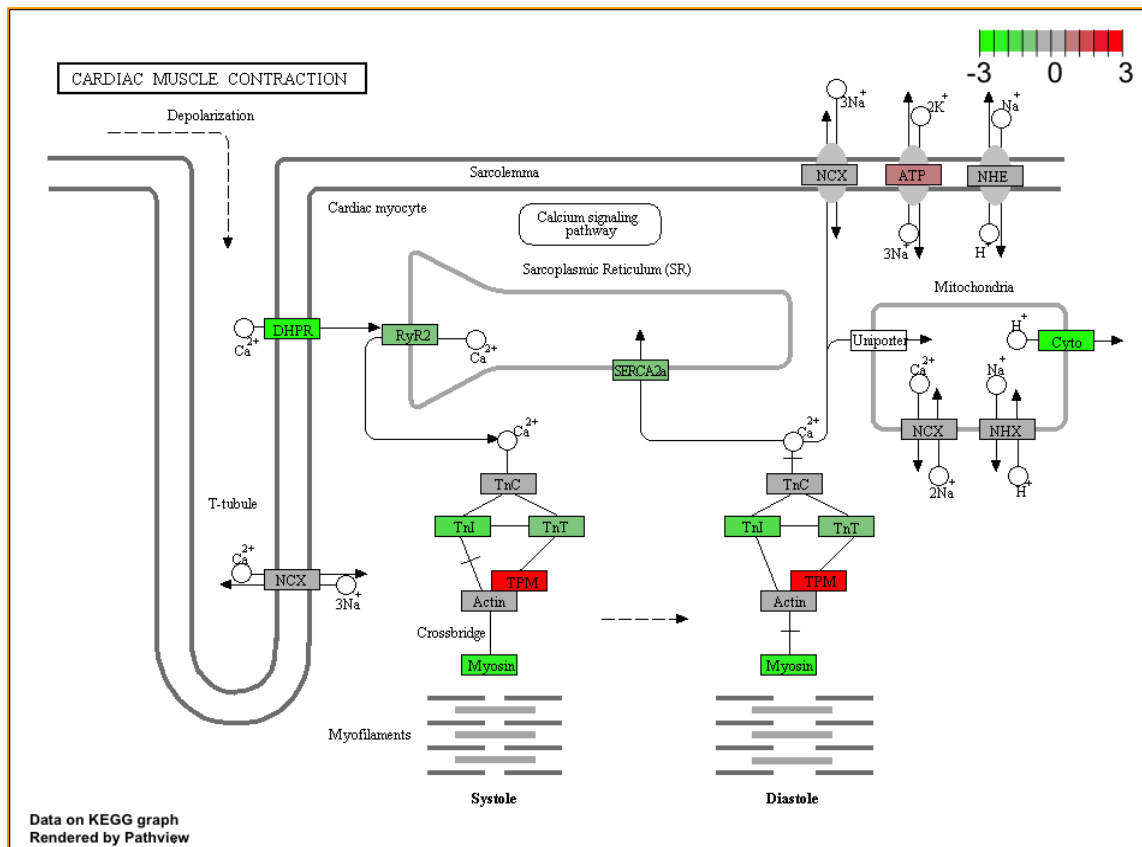 CARDIAC MUSCLE CONTRACTION
-3 0 3
Depolarization
3Na+
2K+
Na+
Sarcolemma
NCX
ATP
NHE
Cardiac myocyte
Calcium signaling
pathway
3Na+
H+
Sarcoplasmic Reticulum (SR)
Mitochondria
DHPR
Ca2+
RyR2
Ca2+
SERCA2a
Uniporter
H+
Cyto
Ca2+
Na+
NCX
NHX
2Na+
H+
Ca2+
Ca2+
TnC
TnC
T-tubule
TnI
TnT
TnI
TnT
Ca2+
NCX
3Na+
TPM
Actin
TPM
Actin
Crossbridge
Myosin
Myosin
Myofilaments
Systole
Diastole
Data on KEGG graph
Rendered by Pathview